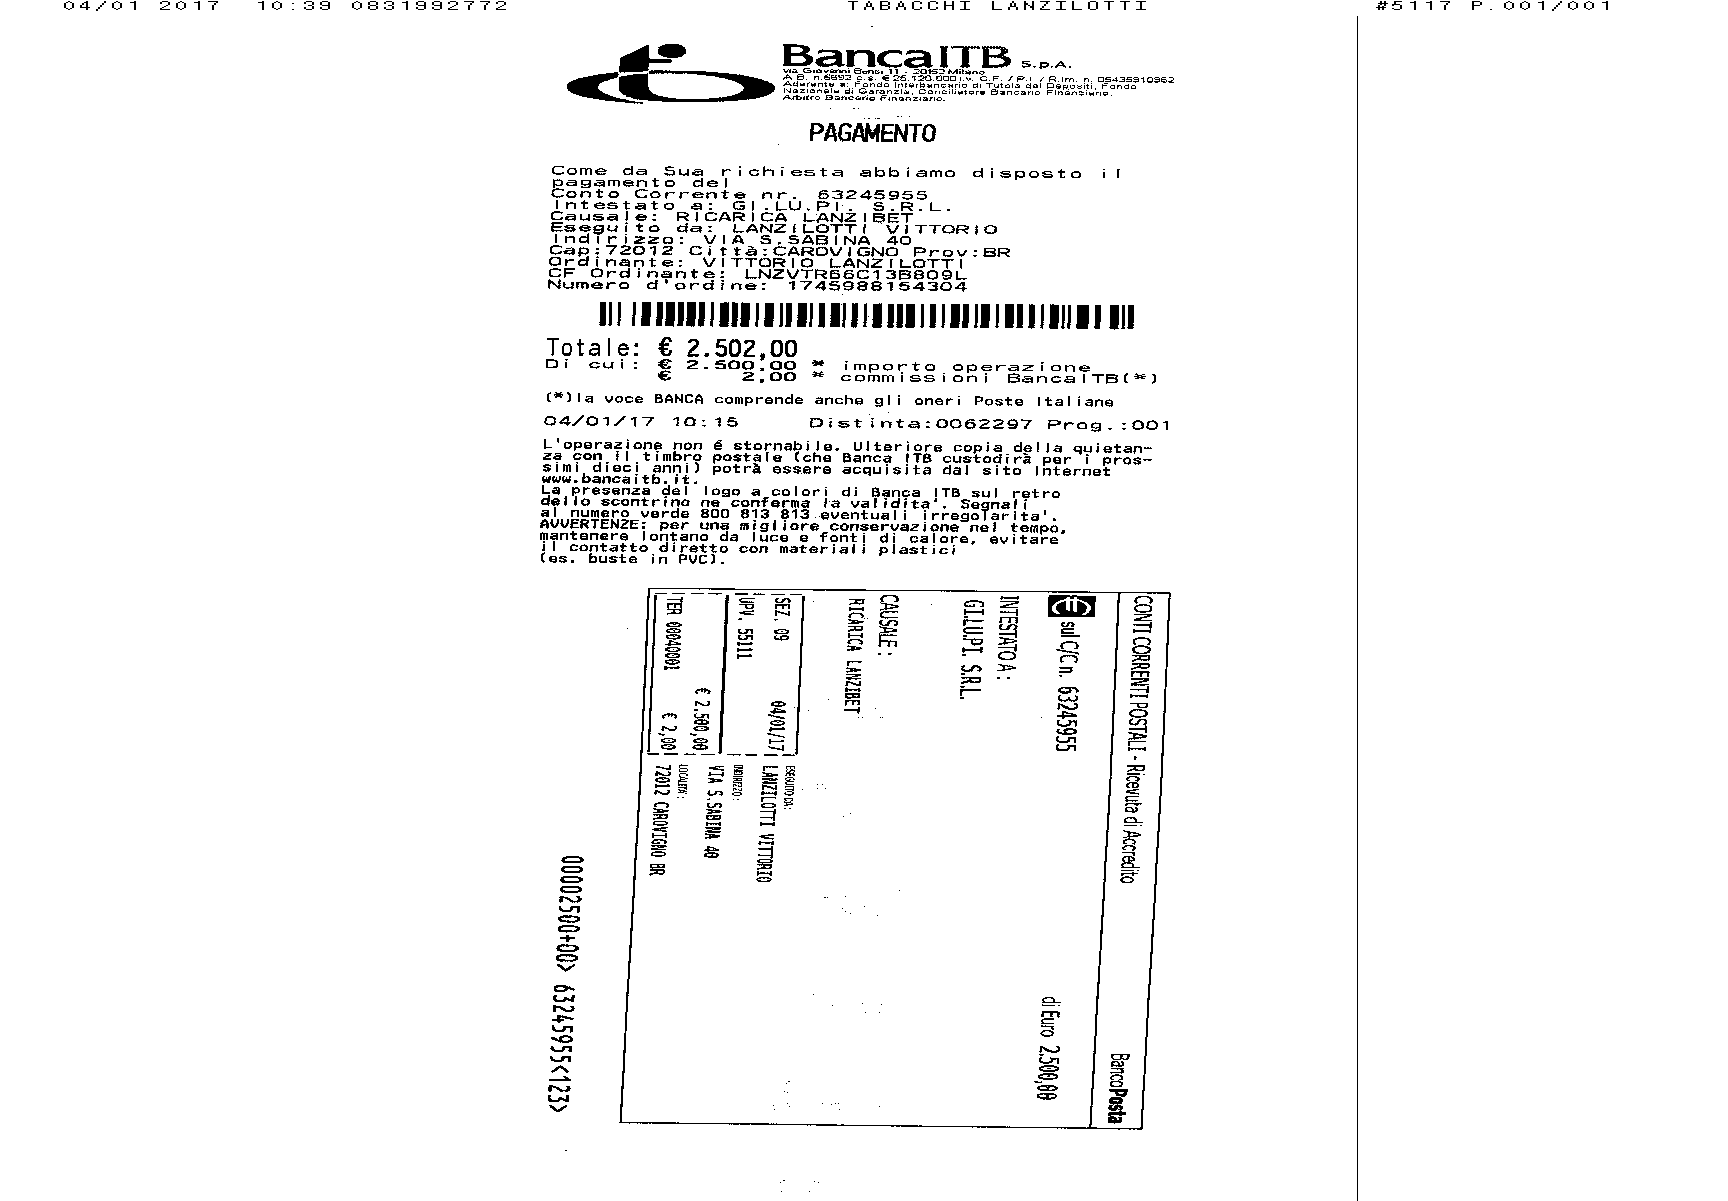 04/01 2017 10:39 0831992772 TABACCHI LANZILOTTI #5117 P.001/001
BancaITB S.p.A.
Via Giovanni Bensi 11 - 20152 Milano
A.B. n.5692 c.s. € 25.120.000 i.v. C.F. / P.I. / R.Im. n. 05435910962
Aderente a: Fondo Interbancario di Tutela dei Depositi, Fondo
Nazionale di Garanzia, Conciliatore Bancario Finanziario,
Arbitro Bancario Finanziario.
PAGAMENTO
Come da Sua richiesta abbiamo disposto il
pagamento del
Conto Corrente nr. 63245955
Intestato a: GI.LU.PI. S.R.L.
Causale: RICARICA LANZIBET
Eseguito da: LANZILOTTI VITTORIO
Indirizzo: VIA S.SABINA 40
Cap:72012 Città:CAROVIGNO Prov:BR
Ordinante: VITTORIO LANZILOTTI
CF Ordinante: LNZVTR66C13B809L
Numero d'ordine: 1745988154304
Totale: € 2.502,00
Di cui: € 2.500,00 * importo operazione
€ 2,00 * commissioni BancaITB(*)
(*)la voce BANCA comprende anche gli oneri Poste Italiane
04/01/17 10:15 Distinta:0062297 Prog.:001
L'operazione non é stornabile. Ulteriore copia della quietan-
za con il timbro postale (che Banca ITB custodirà per i pros-
simi dieci anni) potrà essere acquisita dal sito Internet
www.bancaitb.it.
La presenza del logo a colori di Banca ITB sul retro
dello scontrino ne conferma la validita'. Segnali
al numero verde 800 813 813 eventuali irregolarita'.
AVVERTENZE: per una migliore conservazione nel tempo,
mantenere lontano da luce e fonti di calore, evitare
il contatto diretto con materiali plastici
(es. buste in PVC).
CONTI CORRENTI POSTALI - Ricevuta di Accredito BancoPosta
sul C/C n. 63245955 di Euro 2.500,00
INTESTATO A :
GI.LU.PI. S.R.L.
CAUSALE :
RICARICA LANZIBET
SEZ. 09 04/01/17
UPV. 55111
€ 2.500,00
TER 00040001 € 2,00
ESEGUITO DA :
LANZILOTTI VITTORIO
INDIRIZZO :
VIA S.SABINA 40
LOCALITÀ :
72012 CAROVIGNO BR
00002500+00> 63245955<123>